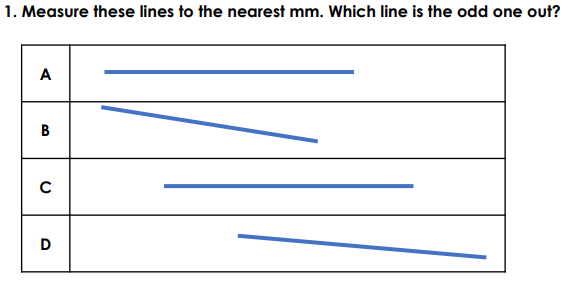 1. Measure these lines to the nearest mm. Which line is the odd one out?
A
B
C
D